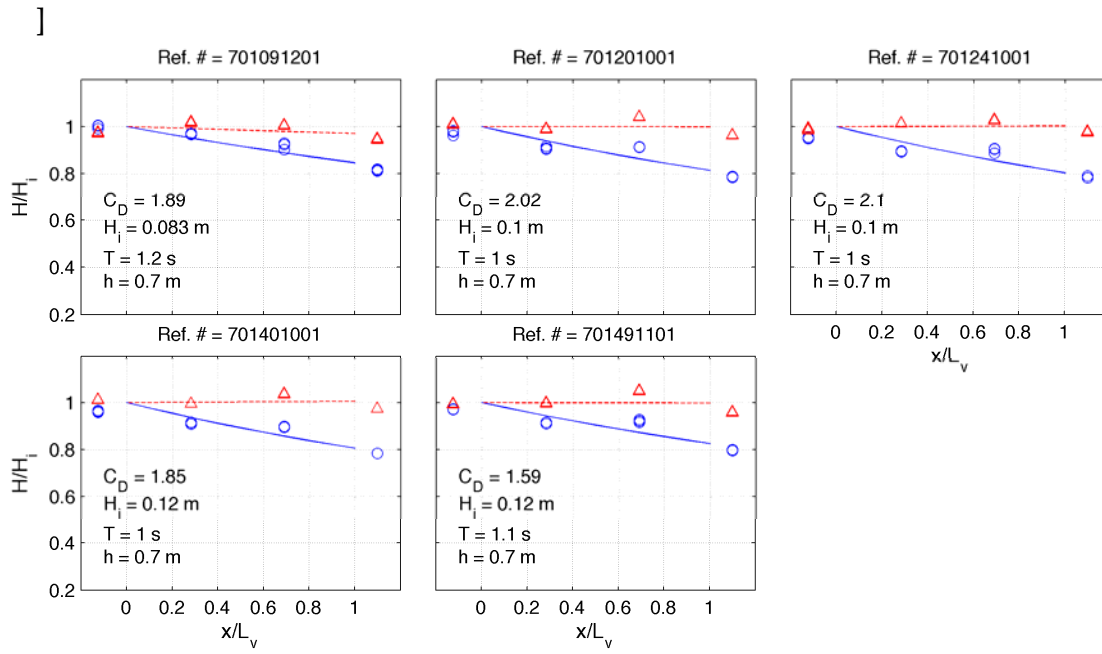 ]
Ref. # = 701091201
Ref. # = 701201001
Ref. # = 701241001
H/H_i
1
0.8
0.6
0.4
0.2
C_D = 1.89
H_i = 0.083 m
T = 1.2 s
h = 0.7 m
C_D = 2.02
H_i = 0.1 m
T = 1 s
h = 0.7 m
C_D = 2.1
H_i = 0.1 m
T = 1 s
h = 0.7 m
0 0.2 0.4 0.6 0.8 1
x/L_v
Ref. # = 701401001
Ref. # = 701491101
H/H_i
1
0.8
0.6
0.4
0.2
C_D = 1.85
H_i = 0.12 m
T = 1 s
h = 0.7 m
C_D = 1.59
H_i = 0.12 m
T = 1.1 s
h = 0.7 m
0 0.2 0.4 0.6 0.8 1
0 0.2 0.4 0.6 0.8 1
x/L_v
x/L_v